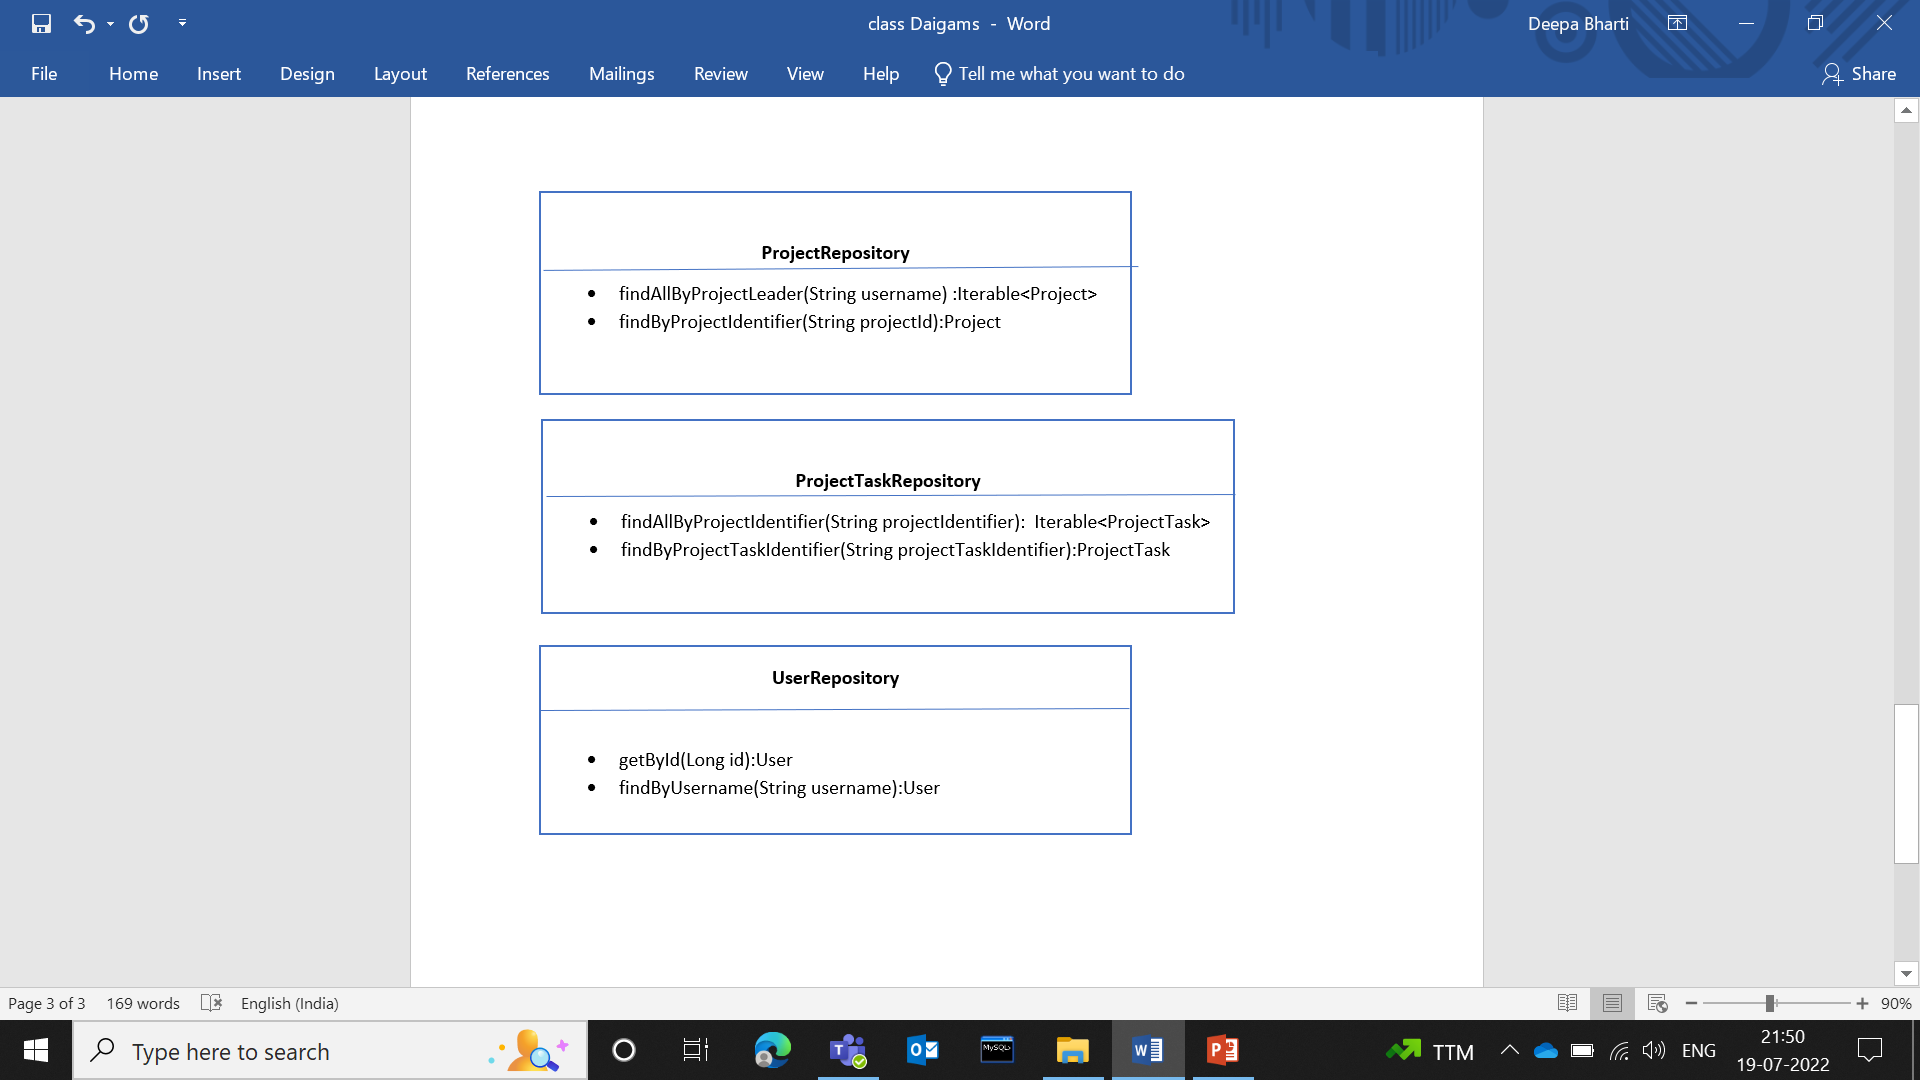 class Daigams - Word
Deepa Bharti
File Home Insert Design Layout References Mailings Review View Help Tell me what you want to do Share
ProjectRepository
• findAllByProjectLeader(String username) :Iterable<Project>
• findByProjectIdentifier(String projectId):Project
ProjectTaskRepository
• findAllByProjectIdentifier(String projectIdentifier): Iterable<ProjectTask>
• findByProjectTaskIdentifier(String projectTaskIdentifier):ProjectTask
UserRepository
• getById(Long id):User
• findByUsername(String username):User
Page 3 of 3 169 words English (India) 90%
Type here to search
MySQL
TTM
ENG
21:50
19-07-2022